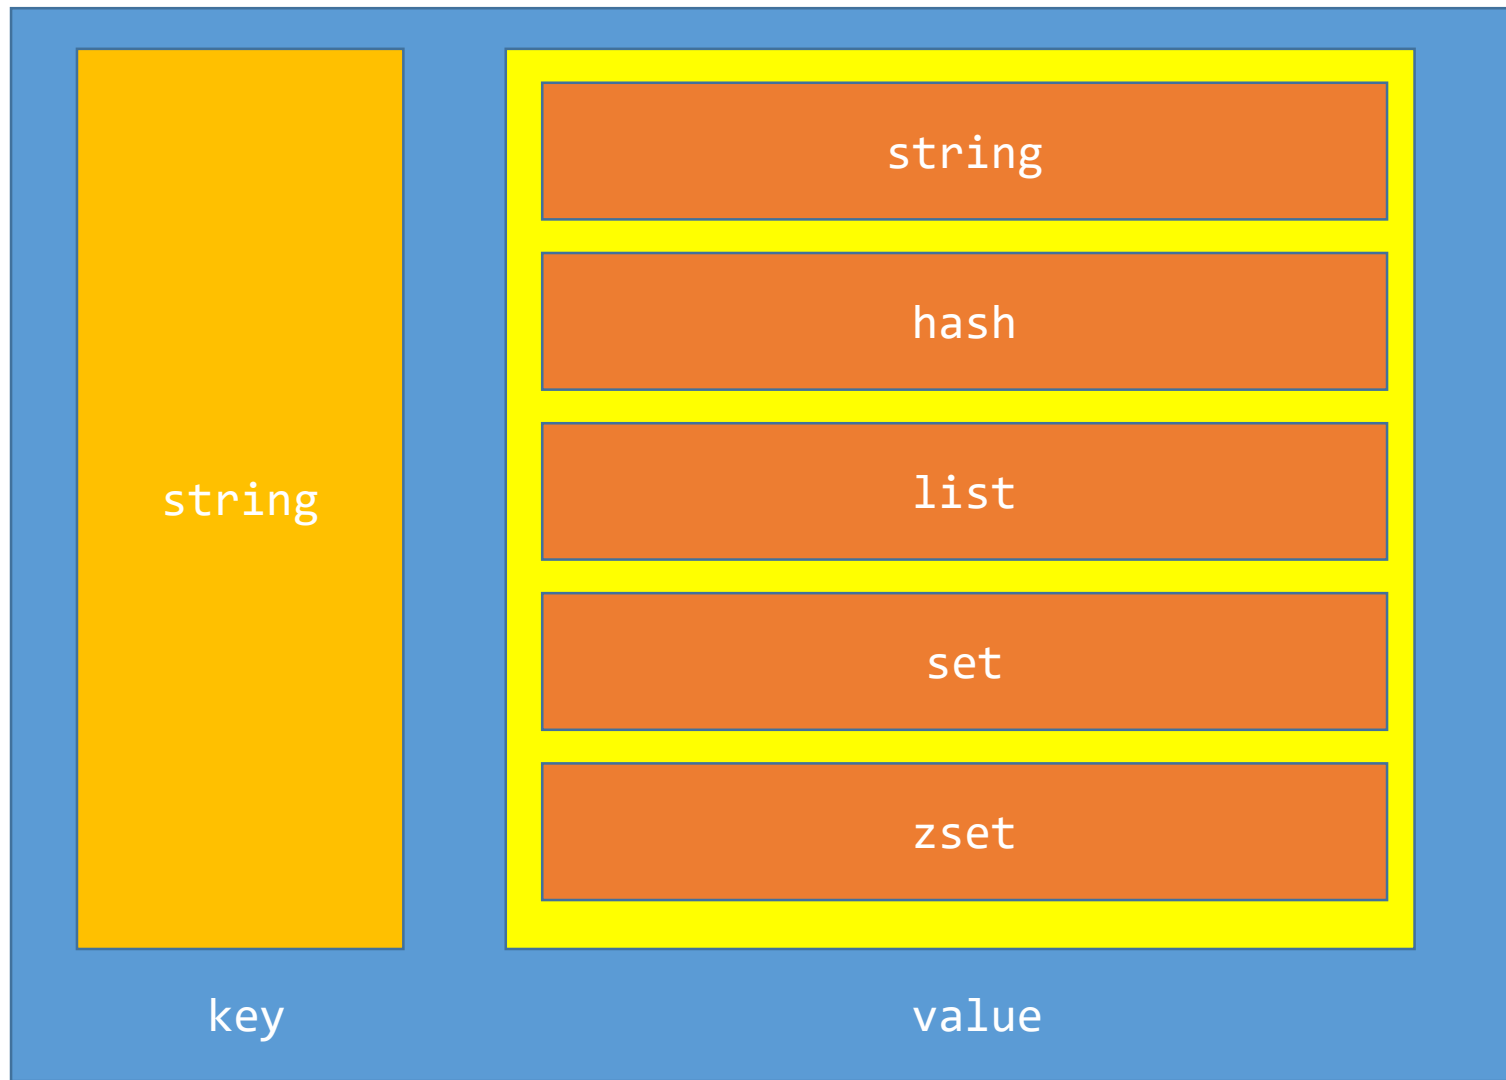 string
string
hash
list
set
zset
key
value